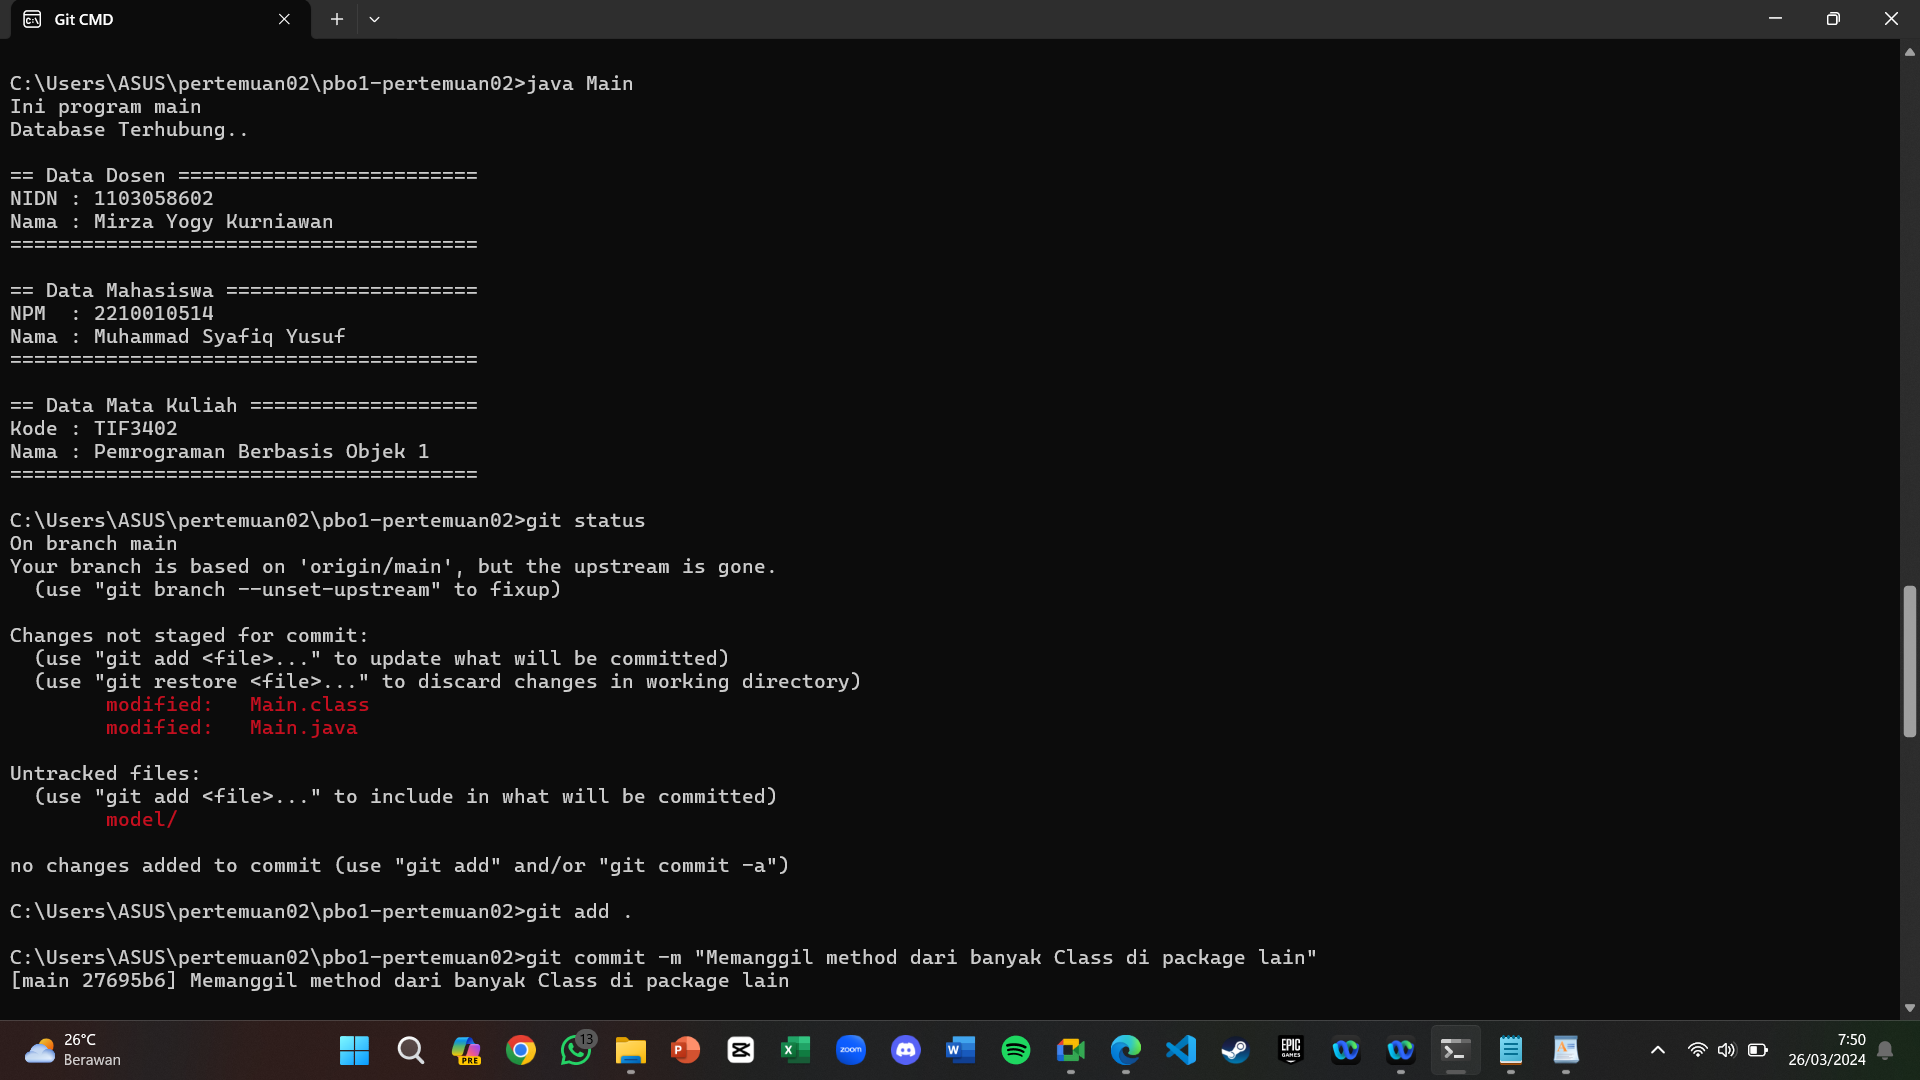 Git CMD
C:\Users\ASUS\pertemuan02\pbo1-pertemuan02>java Main
Ini program main
Database Terhubung..
== Data Dosen =========================
NIDN : 1103058602
Nama : Mirza Yogy Kurniawan
=======================================
== Data Mahasiswa =====================
NPM  : 2210010514
Nama : Muhammad Syafiq Yusuf
=======================================
== Data Mata Kuliah ===================
Kode : TIF3402
Nama : Pemrograman Berbasis Objek 1
=======================================
C:\Users\ASUS\pertemuan02\pbo1-pertemuan02>git status
On branch main
Your branch is based on 'origin/main', but the upstream is gone.
  (use "git branch --unset-upstream" to fixup)
Changes not staged for commit:
  (use "git add <file>..." to update what will be committed)
  (use "git restore <file>..." to discard changes in working directory)
        modified:   Main.class
        modified:   Main.java
Untracked files:
  (use "git add <file>..." to include in what will be committed)
        model/
no changes added to commit (use "git add" and/or "git commit -a")
C:\Users\ASUS\pertemuan02\pbo1-pertemuan02>git add .
C:\Users\ASUS\pertemuan02\pbo1-pertemuan02>git commit -m "Memanggil method dari banyak Class di package lain"
[main 27695b6] Memanggil method dari banyak Class di package lain
26°C
Berawan
PRE
13
P
X
zoom
W
EPIC
GAMES
7:50
26/03/2024